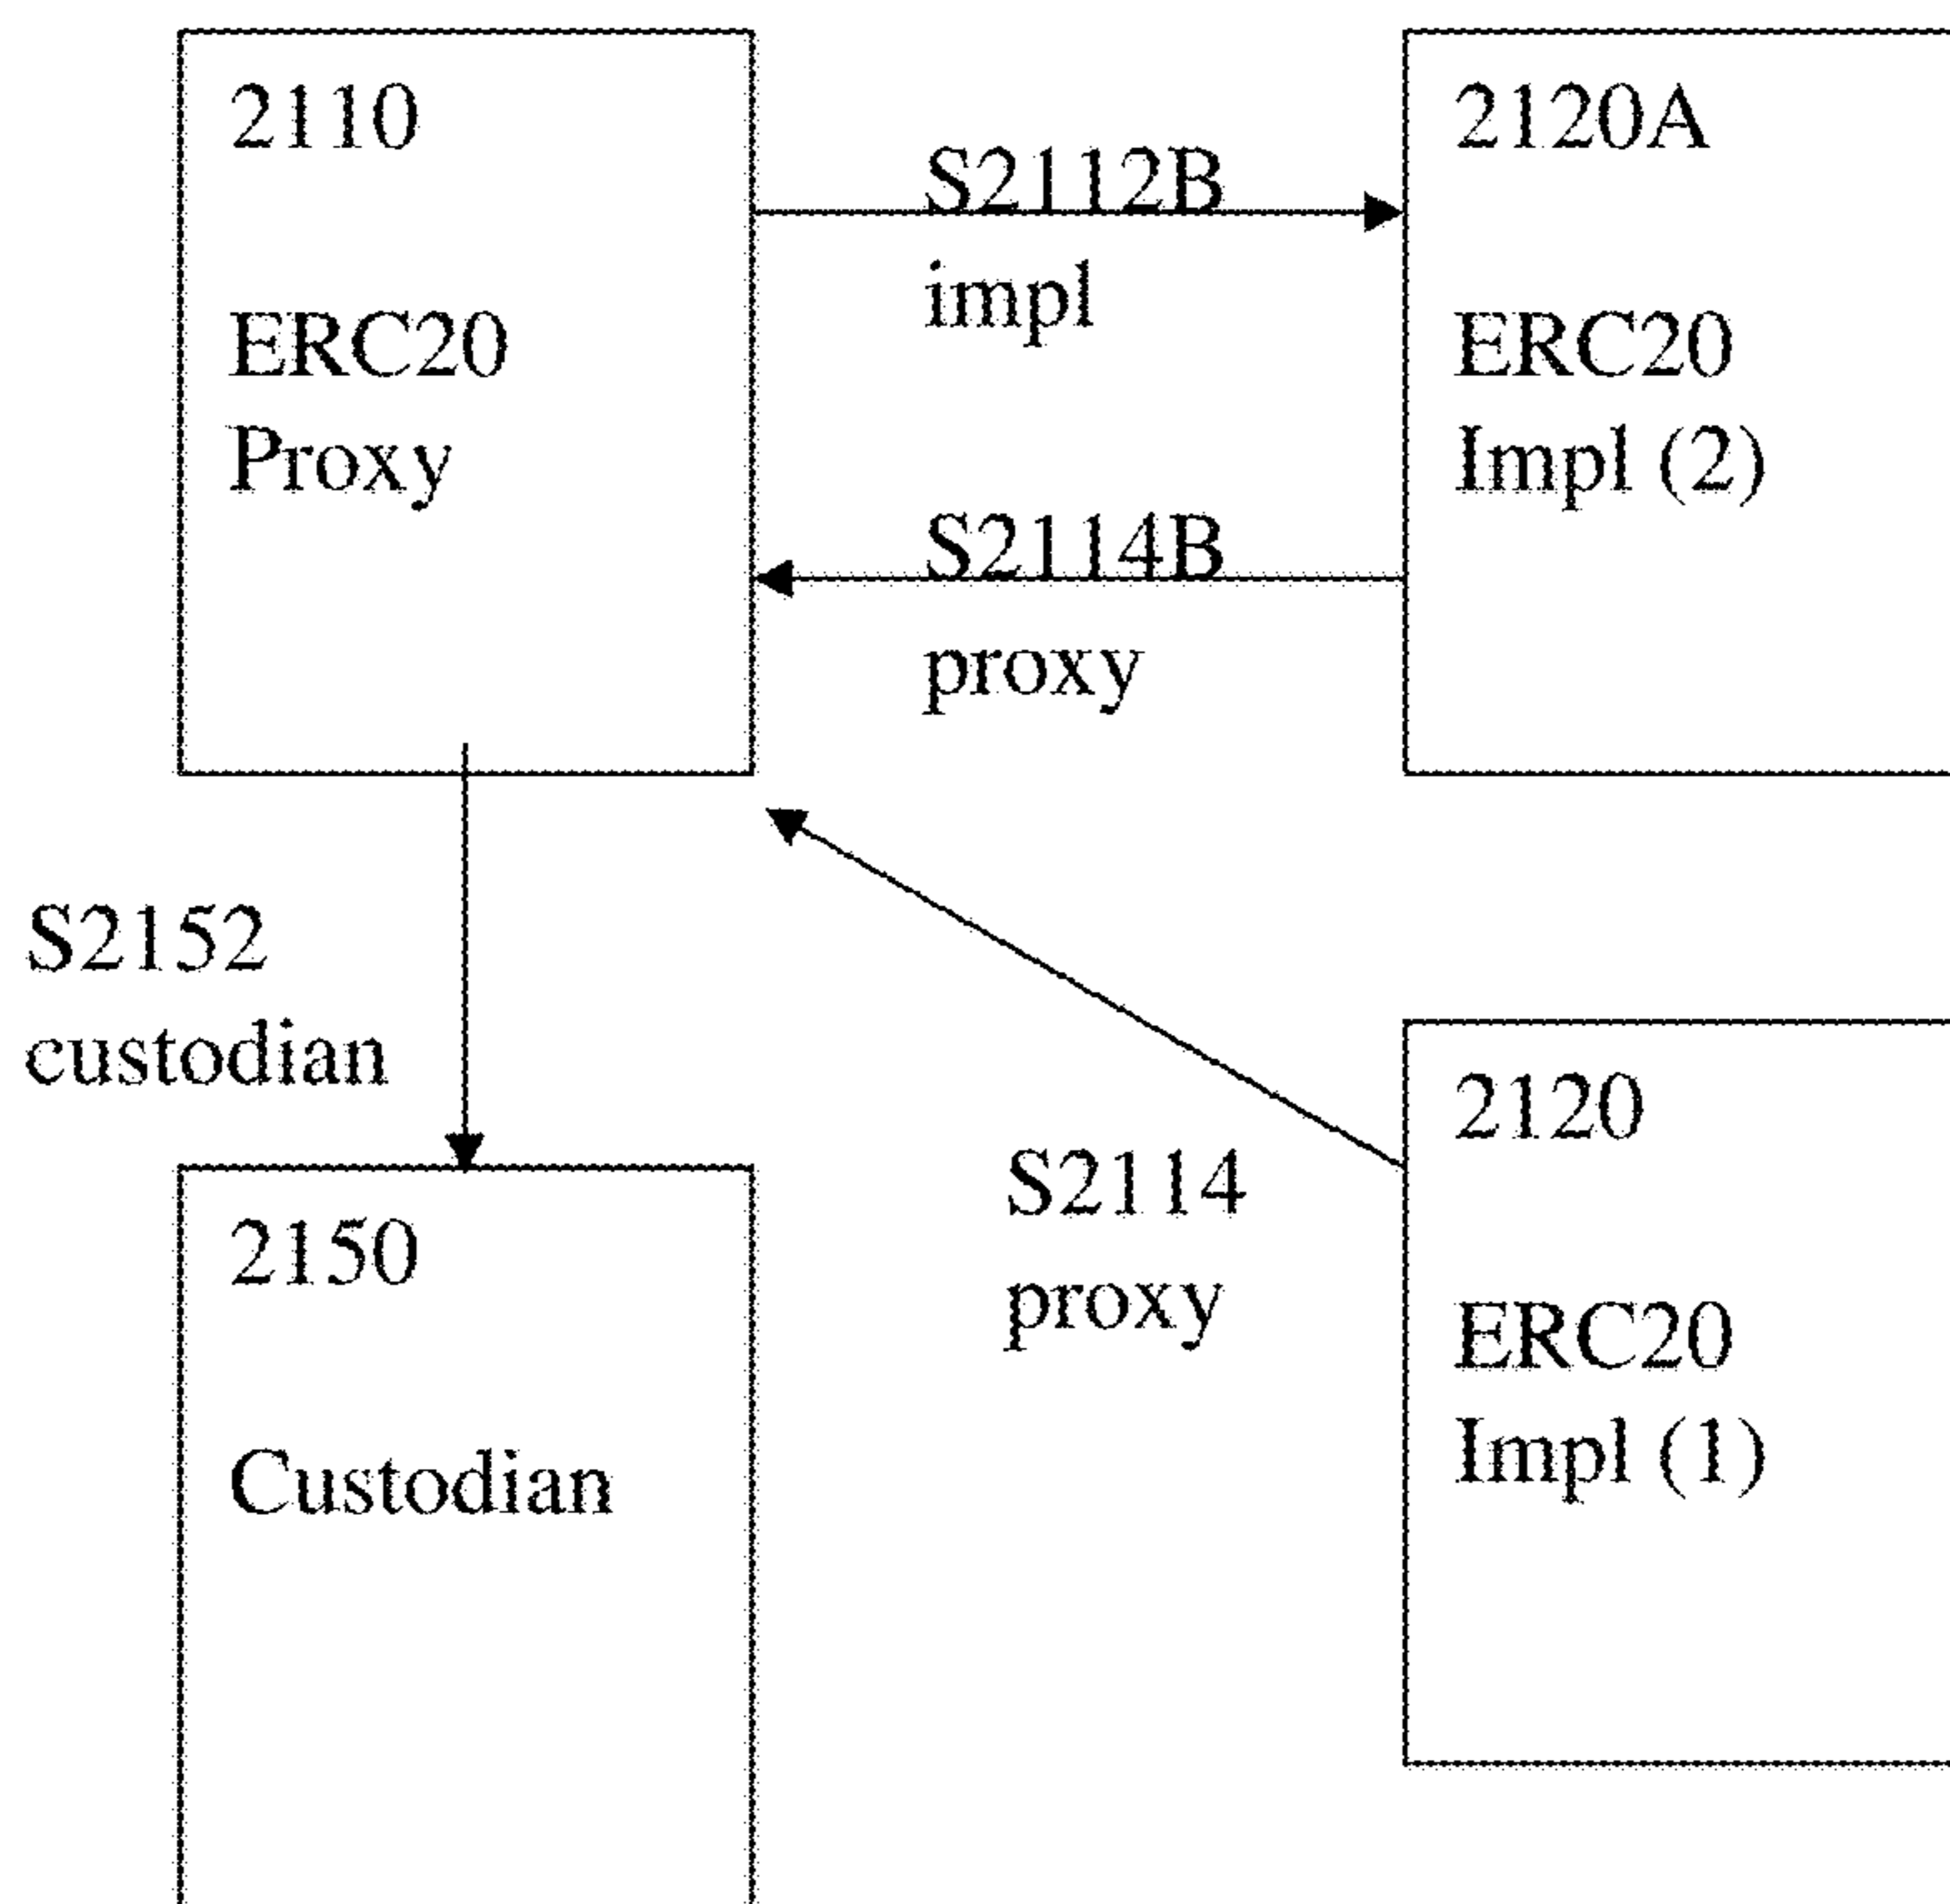 2110
ERC20
Proxy
S2112B
impl
S2114B
proxy
2120A
ERC20
Impl (2)
S2152
custodian
2150
Custodian
S2114
proxy
2120
ERC20
Impl (1)